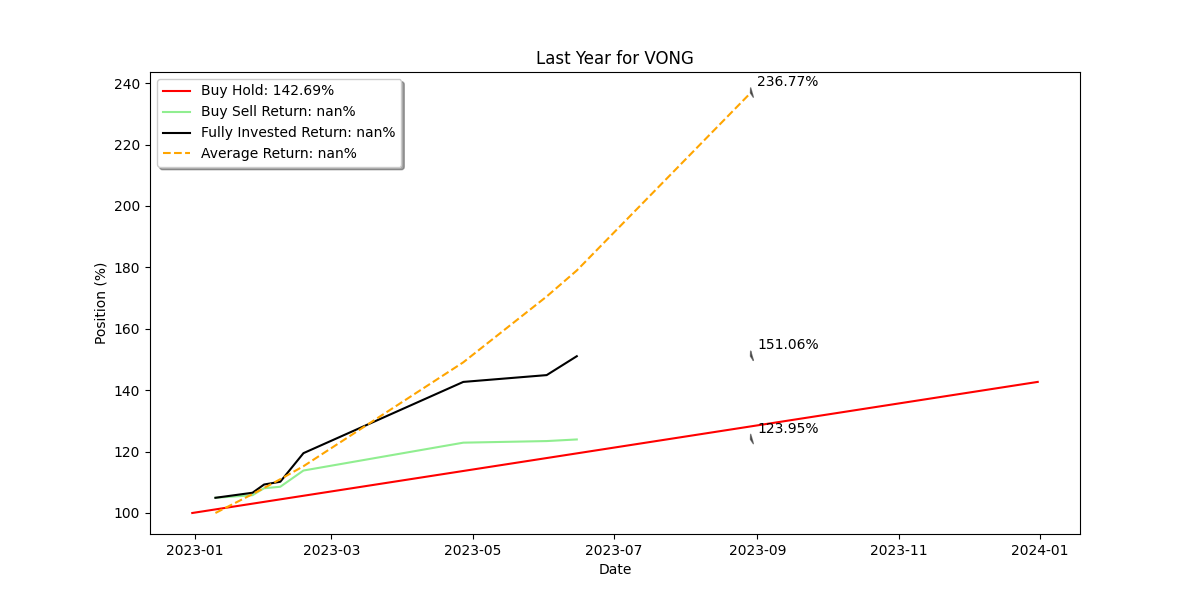 Last Year for VONG
240
220
200
180
160
140
120
100
Position (%)
Buy Hold: 142.69%
Buy Sell Return: nan%
Fully Invested Return: nan%
Average Return: nan%
236.77%
151.06%
123.95%
2023-01
2023-03
2023-05
2023-07
2023-09
2023-11
2024-01
Date